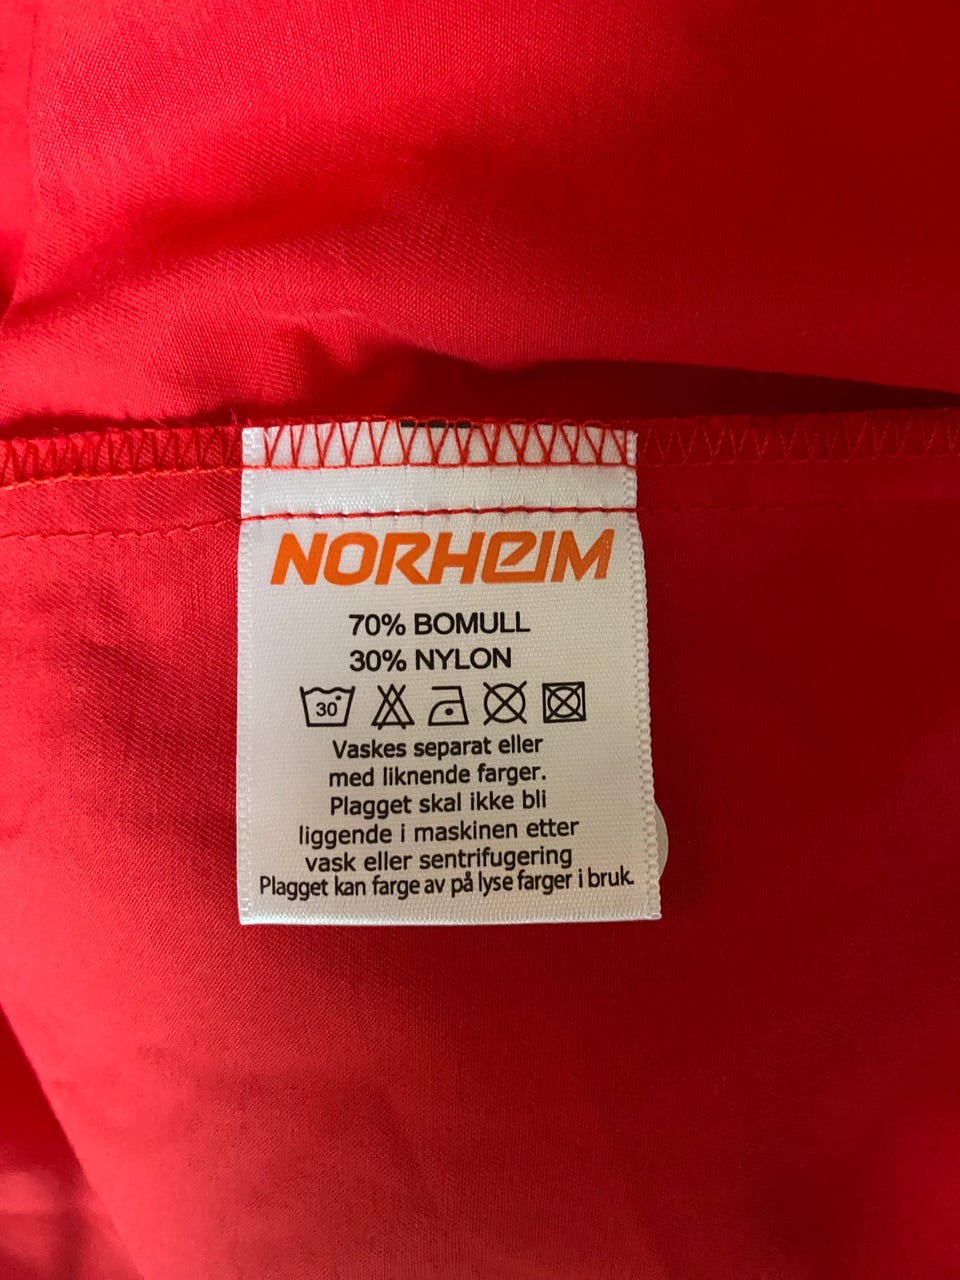 NORHEIM
70% BOMULL
30% NYLON
30°
Vaskes separat eller
med liknende farger.
Plagget skal ikke bli
liggende i maskinen etter
vask eller sentrifugering
Plagget kan farge av på lyse farger i bruk.